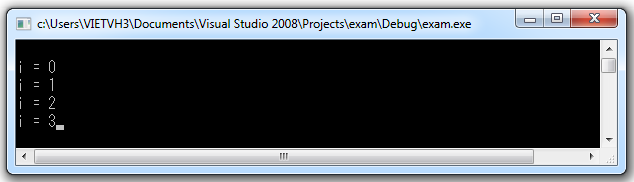 c:\Users\VIETVH3\Documents\Visual Studio 2008\Projects\exam\Debug\exam.exe
i = 0
i = 1
i = 2
i = 3